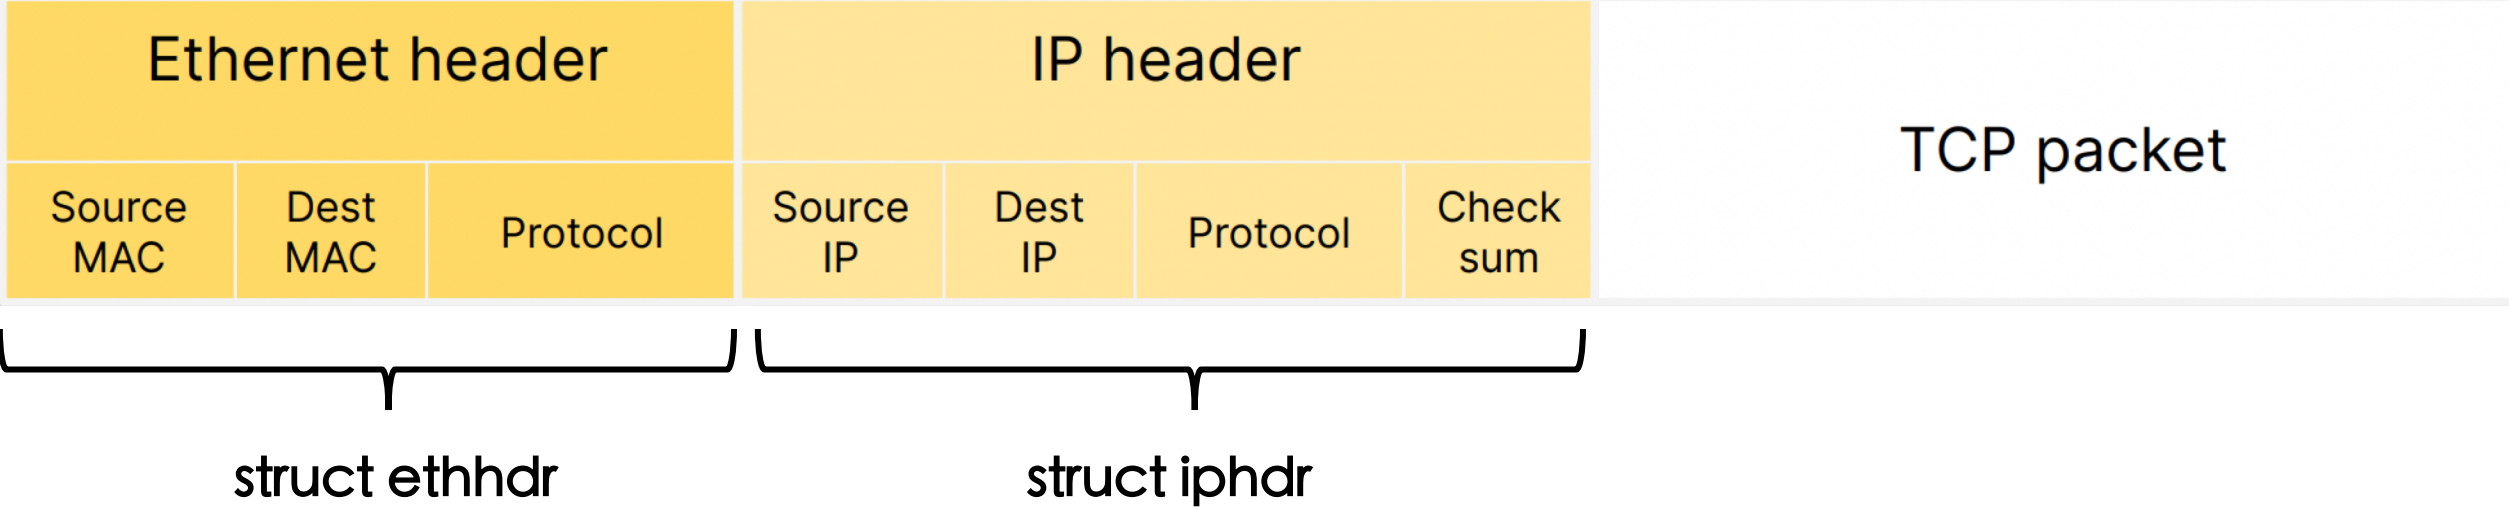 Ethernet header
IP header
TCP packet
Source
MAC
Dest
MAC
Protocol
Source
IP
Dest
IP
Protocol
Check
sum
struct ethhdr
struct iphdr